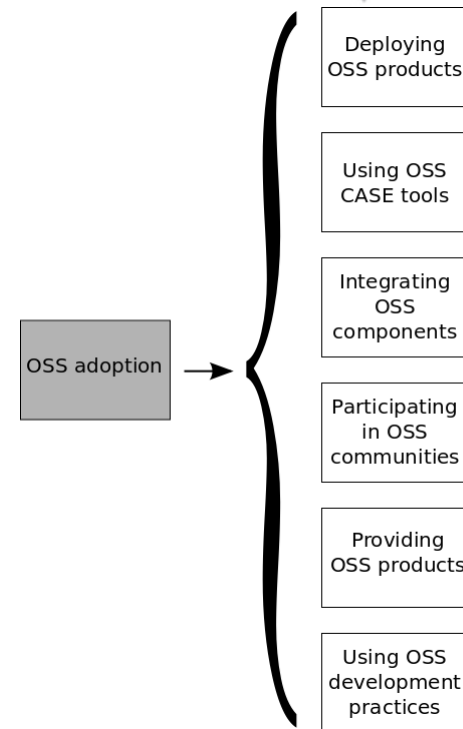 Deploying
OSS products
Using OSS
CASE tools
Integrating
OSS
components
OSS adoption
Participating
in OSS
communities
Providing
OSS products
Using OSS
development
practices